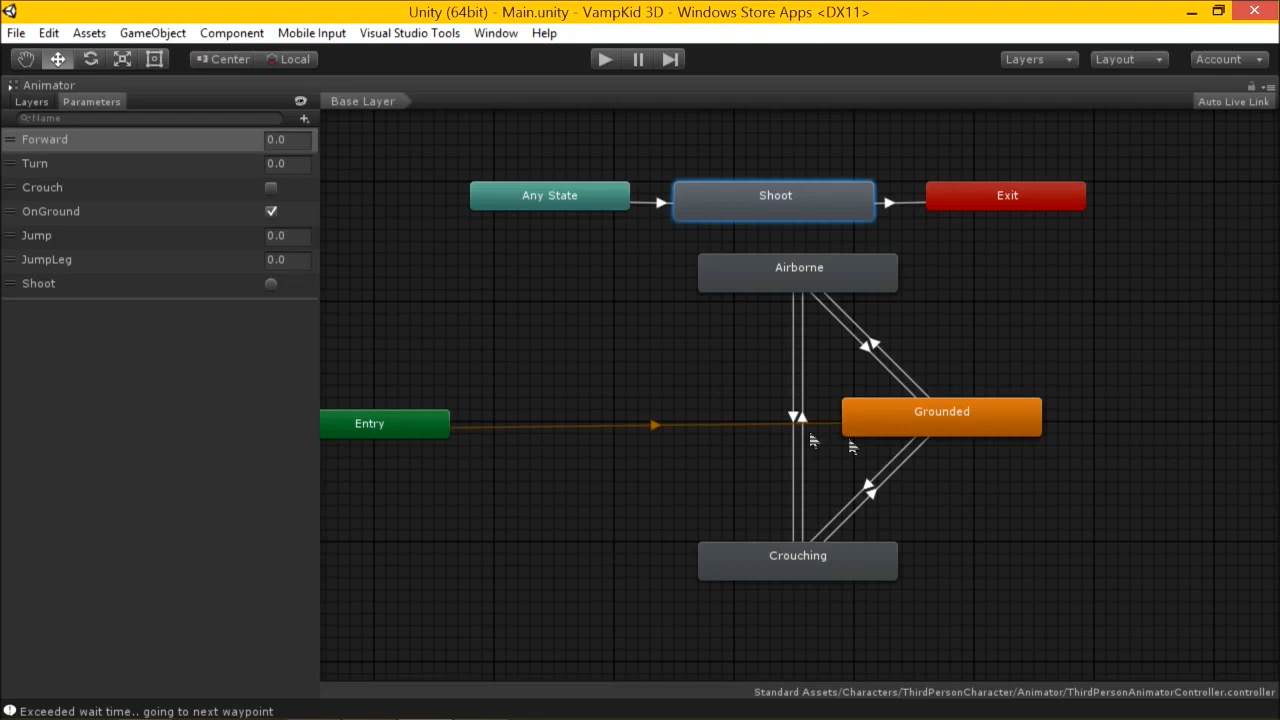 Unity (64bit) - Main.unity - VampKid 3D - Windows Store Apps <DX11>
File Edit Assets GameObject Component Mobile Input Visual Studio Tools Window Help
Center Local Layers Layout Account
Animator
Layers Parameters Base Layer Auto Live Link
Name
Forward 0.0
Turn 0.0
Crouch
OnGround
Jump 0.0
JumpLeg 0.0
Shoot
Any State Shoot Exit
Airborne
Grounded
Entry
Crouching
Standard Assets/Characters/ThirdPersonCharacter/Animator/ThirdPersonAnimatorController.controller
Exceeded wait time.. going to next waypoint